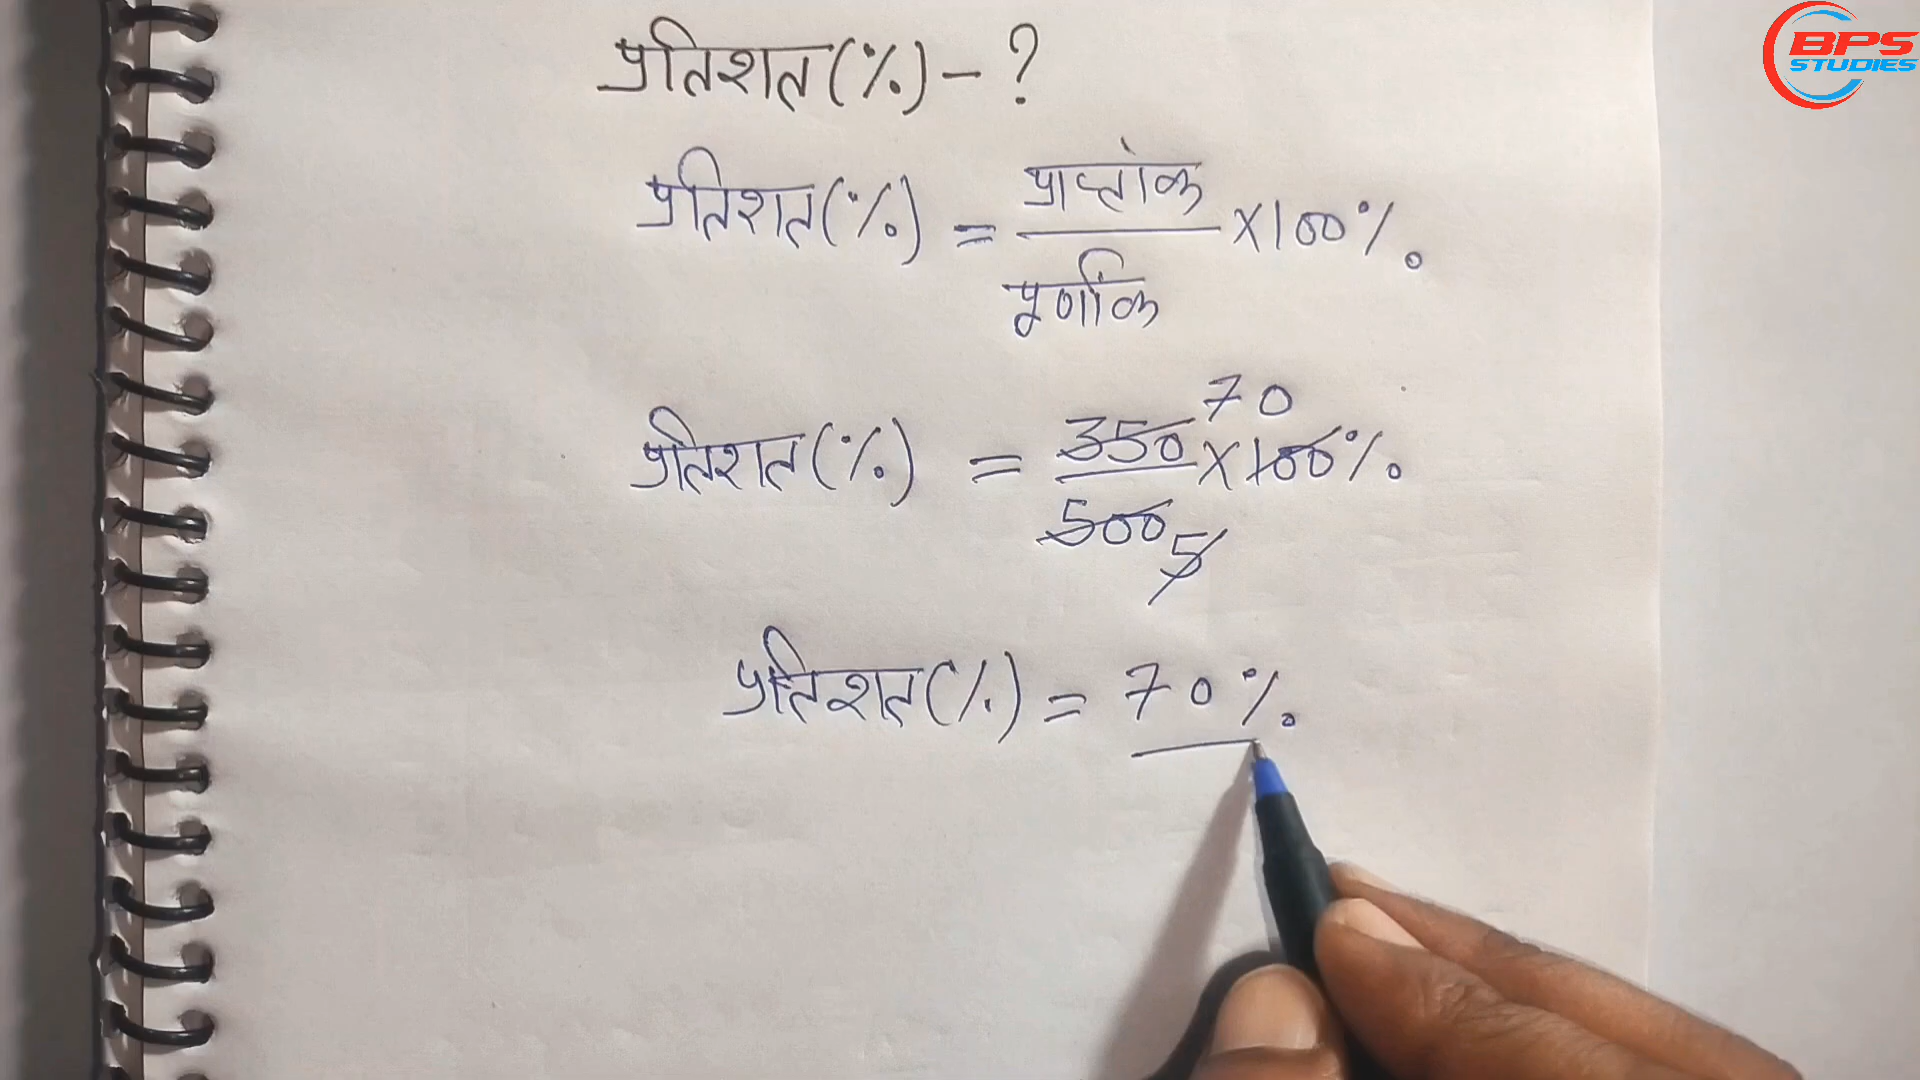 BPS
STUDIES
प्रतिशत (%) - ?
प्रतिशत (%) = प्राप्तांक / पूर्णांक × 100%
प्रतिशत (%) = 350 / 500 × 100%
70
5
प्रतिशत (%) = 70%